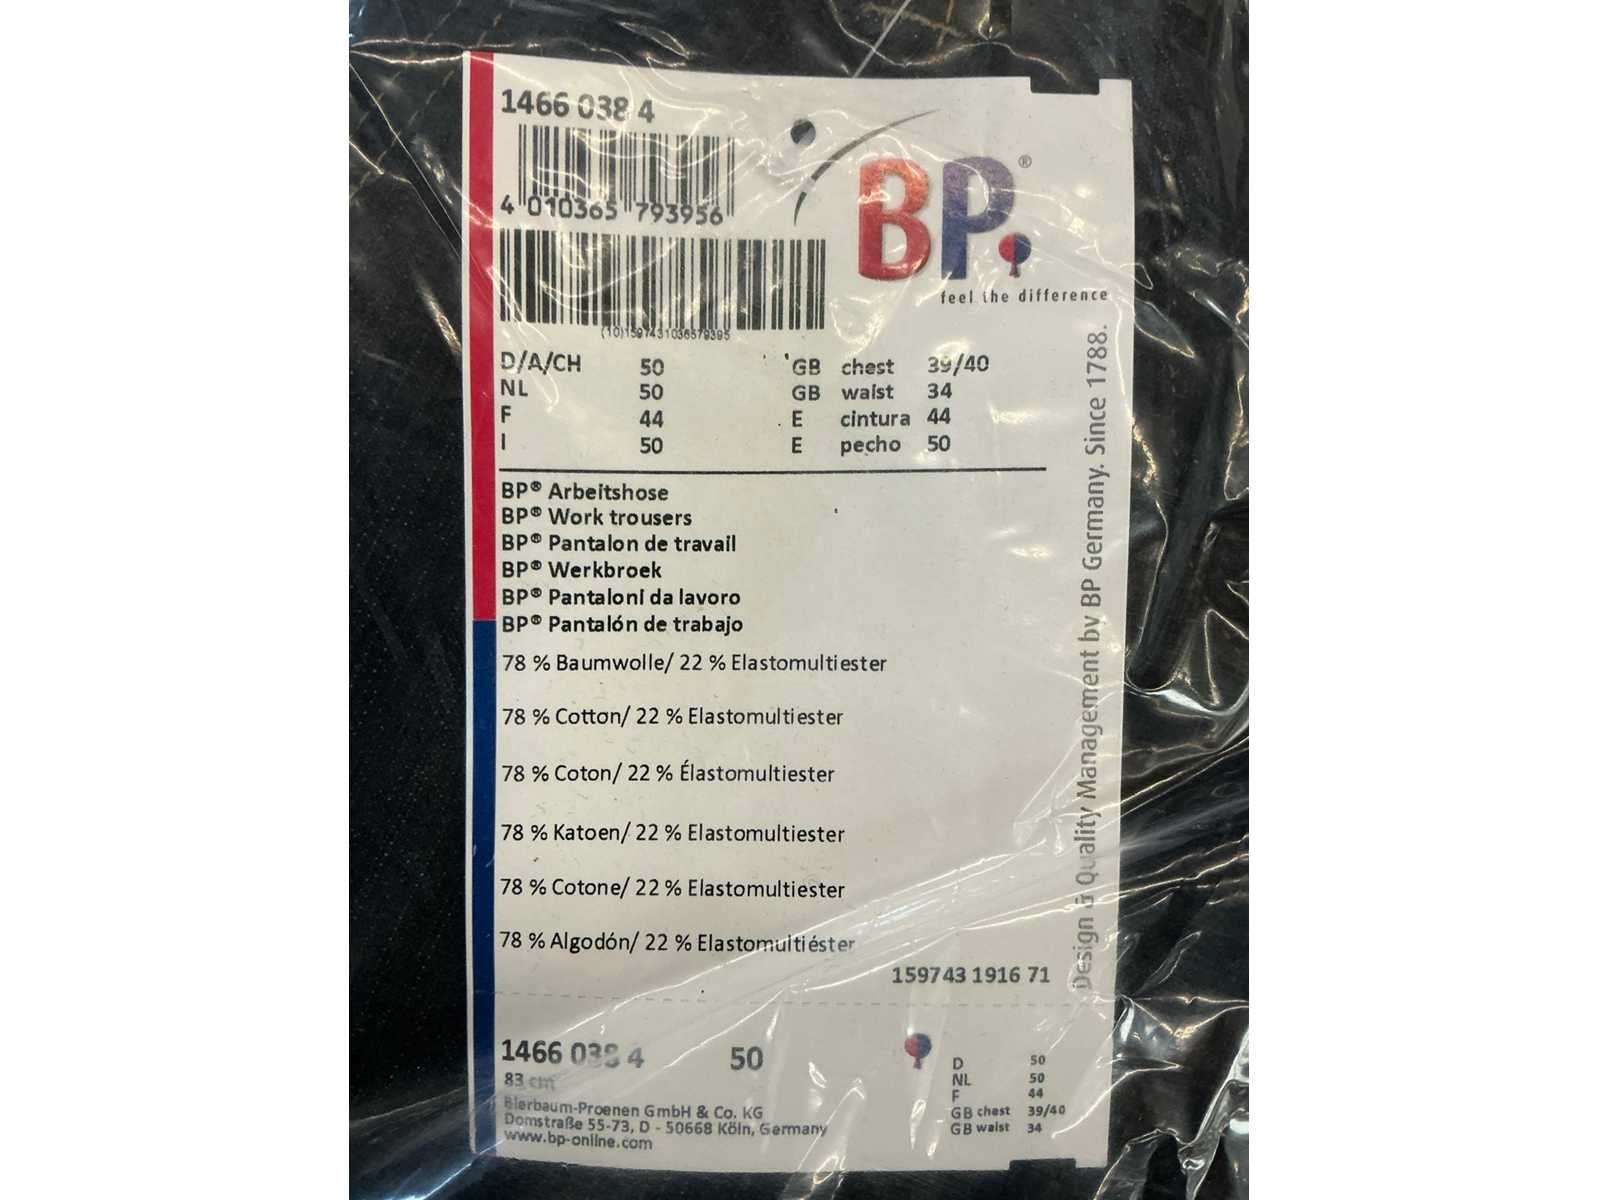 1466 038 4
4 010365 793956
BP®
feel the difference
(10)1597431036579395
D/A/CH 50 GB chest 39/40
NL 50 GB waist 34
F 44 E cintura 44
I 50 E pecho 50
BP® Arbeitshose
BP® Work trousers
BP® Pantalon de travail
BP® Werkbroek
BP® Pantaloni da lavoro
BP® Pantalón de trabajo
78 % Baumwolle/ 22 % Elastomultiester
78 % Cotton/ 22 % Elastomultiester
78 % Coton/ 22 % Élastomultiester
78 % Katoen/ 22 % Elastomultiester
78 % Cotone/ 22 % Elastomultiester
78 % Algodón/ 22 % Elastomultiéster
159743 1916 71
Design & Quality Management by BP Germany. Since 1788.
1466 038 4 50
83 cm
Bierbaum-Proenen GmbH & Co. KG
Domstraße 55-73, D - 50668 Köln, Germany
www.bp-online.com
D 50
NL 50
F 44
GB chest 39/40
GB waist 34